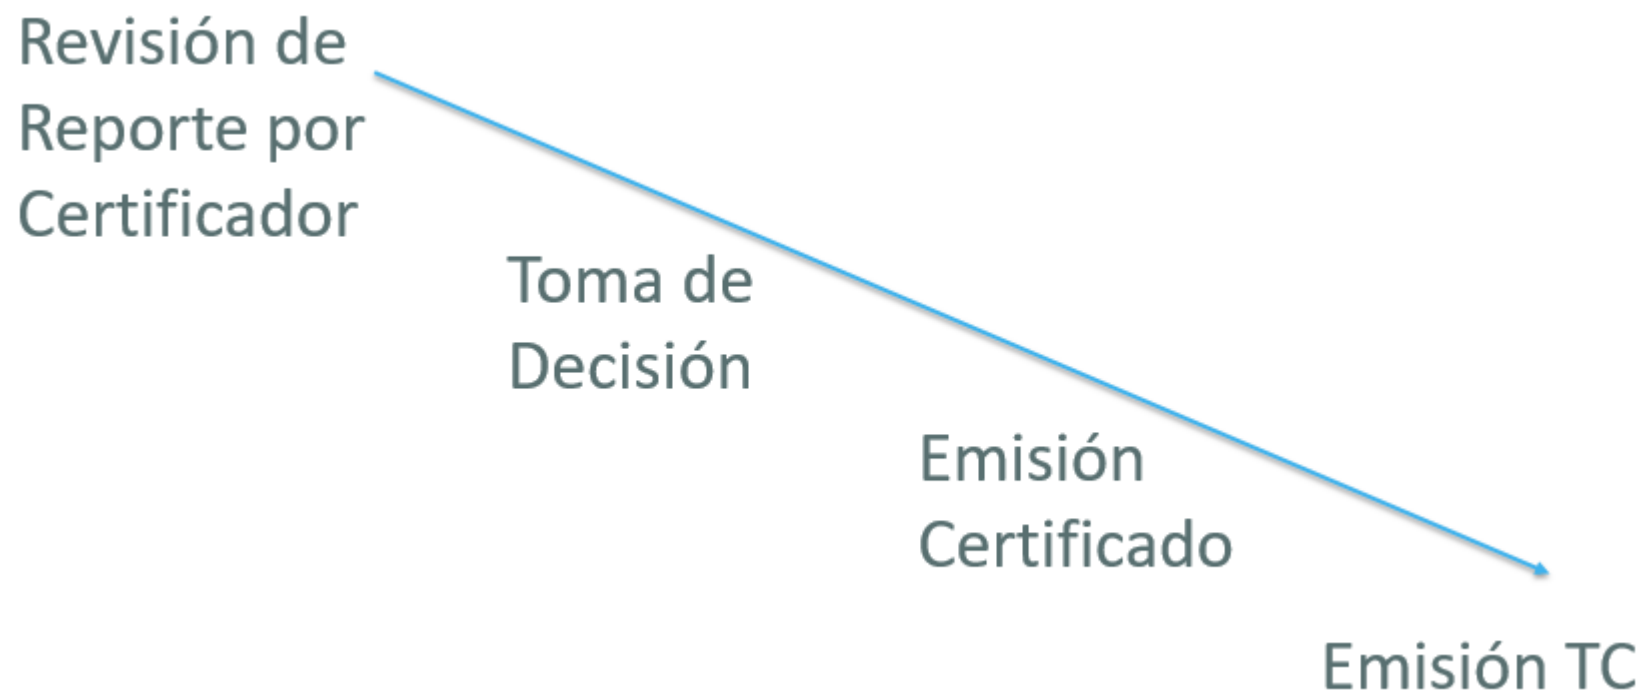 Revisión de
Reporte por
Certificador
Toma de
Decisión
Emisión
Certificado
Emisión TC